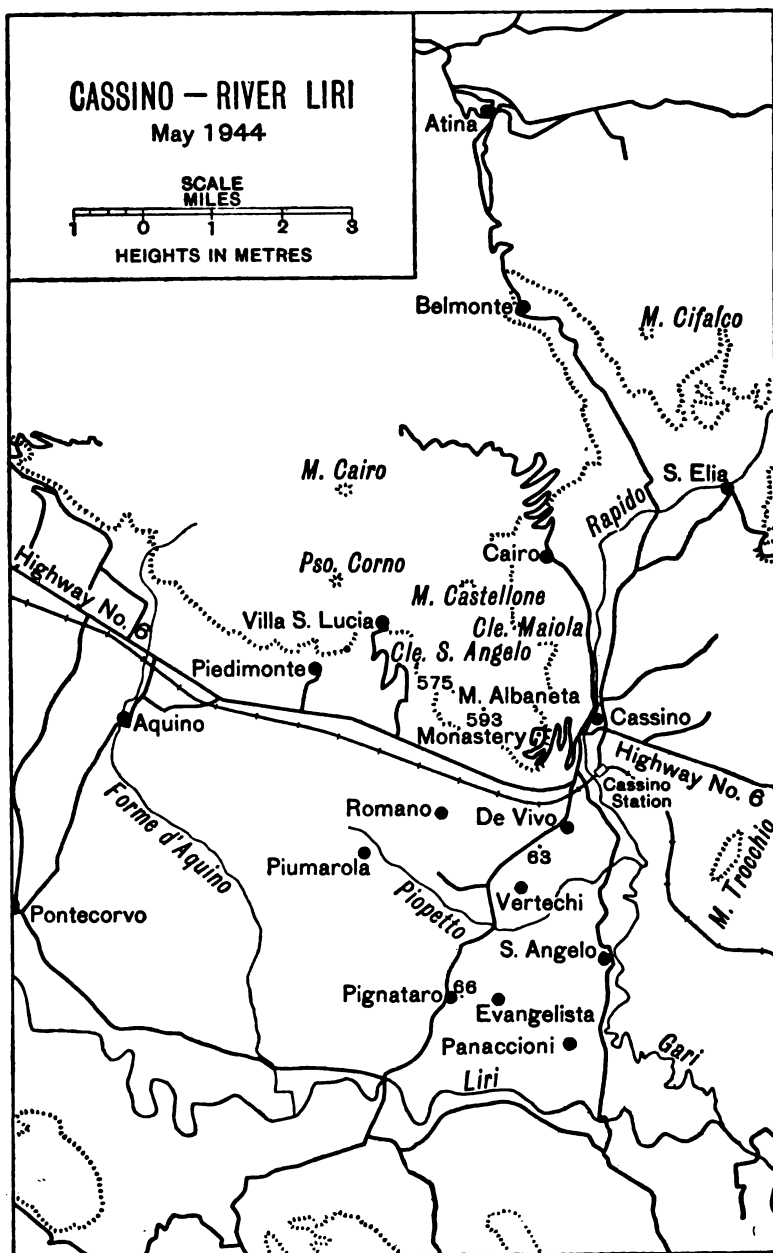 CASSINO – RIVER LIRI
May 1944
SCALE
MILES
1 0 1 2 3
HEIGHTS IN METRES
Atina
Belmonte
M. Cifalco
M. Cairo
S. Elia
Rapido
Cairo
Pso. Corno
M. Castellone
Highway No. 6
Villa S. Lucia
Cle. Maiola
Cle. S. Angelo
Piedimonte
575
M. Albaneta
593
Aquino
Cassino
Monastery
Highway No. 6
Cassino
Station
Romano
De Vivo
Forme d'Aquino
63
M. Trocchio
Piumarola
Piopetto
Vertechi
Pontecorvo
S. Angelo
Pignataro
66
Evangelista
Panaccioni
Gari
Liri